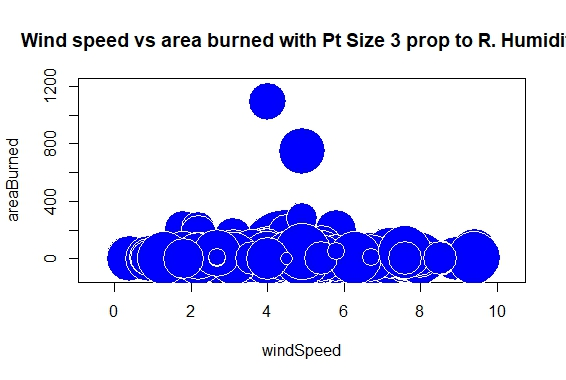 Wind speed vs area burned with Pt Size 3 prop to R. Humidi
1200
800
400
0
areaBurned
0 2 4 6 8 10
windSpeed